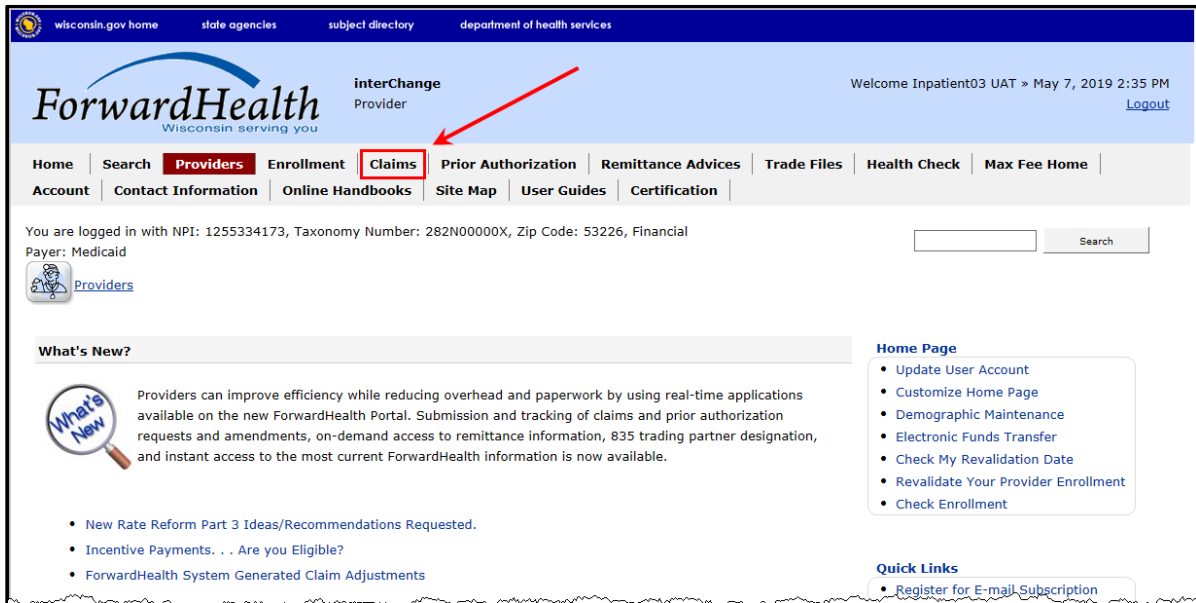 wisconsin.gov home state agencies subject directory department of health services
ForwardHealth
Wisconsin serving you
interChange
Provider
Welcome Inpatient03 UAT » May 7, 2019 2:35 PM
Logout
Home Search Providers Enrollment Claims Prior Authorization Remittance Advices Trade Files Health Check Max Fee Home
Account Contact Information Online Handbooks Site Map User Guides Certification
You are logged in with NPI: 1255334173, Taxonomy Number: 282N00000X, Zip Code: 53226, Financial
Payer: Medicaid
Search
Providers
What's New?
What's
New
Providers can improve efficiency while reducing overhead and paperwork by using real-time applications
available on the new ForwardHealth Portal. Submission and tracking of claims and prior authorization
requests and amendments, on-demand access to remittance information, 835 trading partner designation,
and instant access to the most current ForwardHealth information is now available.
• New Rate Reform Part 3 Ideas/Recommendations Requested.
• Incentive Payments. . . Are you Eligible?
• ForwardHealth System Generated Claim Adjustments
Home Page
• Update User Account
• Customize Home Page
• Demographic Maintenance
• Electronic Funds Transfer
• Check My Revalidation Date
• Revalidate Your Provider Enrollment
• Check Enrollment
Quick Links
• Register for E-mail Subscription